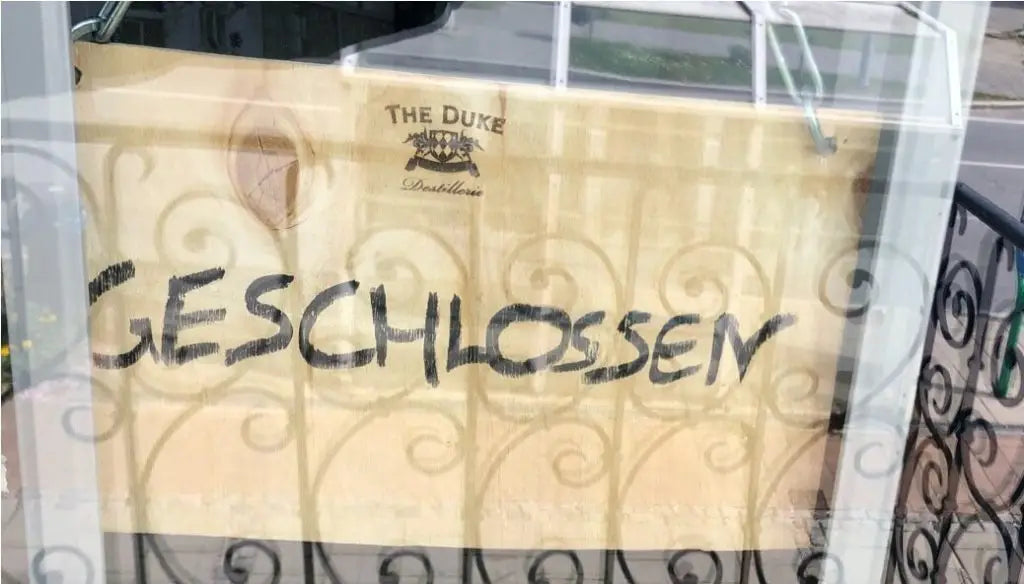 THE DUKE
Destillerie
GESCHLOSSEN